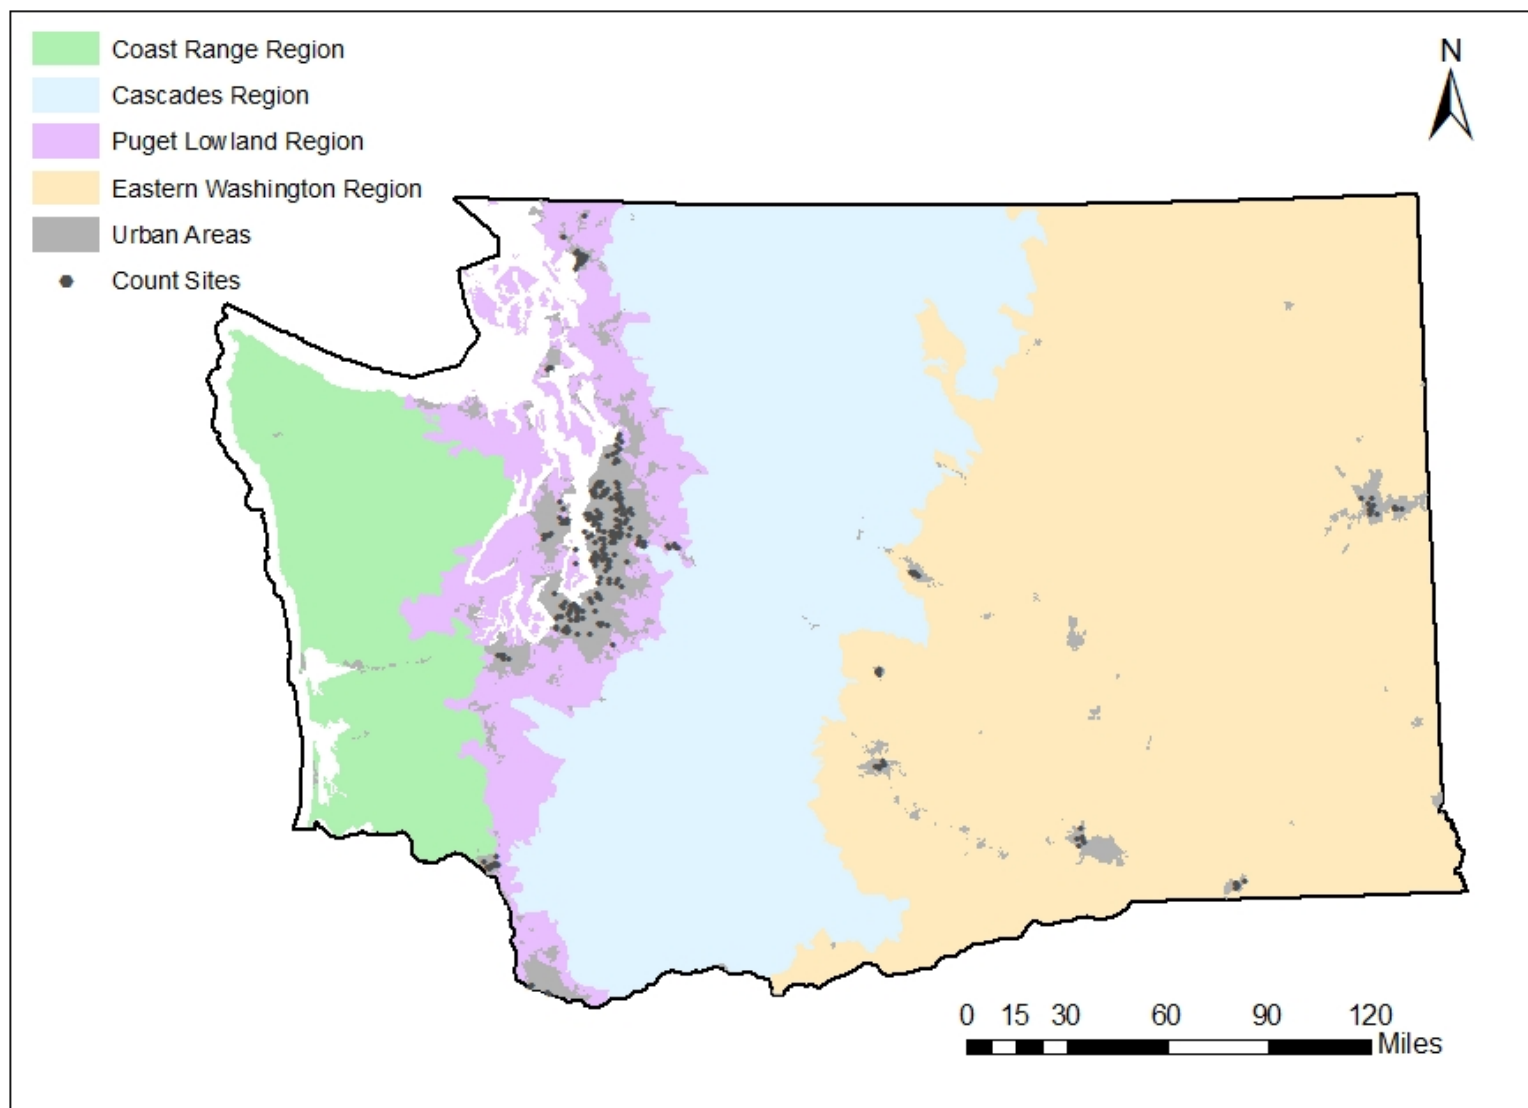 Coast Range Region
Cascades Region
Puget Lowland Region
Eastern Washington Region
Urban Areas
Count Sites
N
0 15 30 60 90 120
Miles